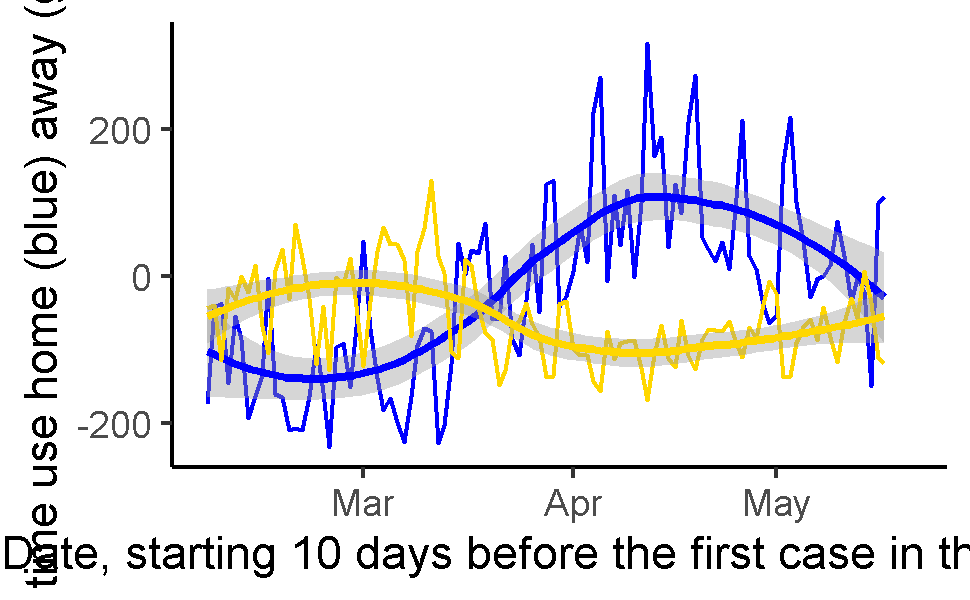 time use home (blue) away (
200
0
-200
Mar Apr May
Date, starting 10 days before the first case in th